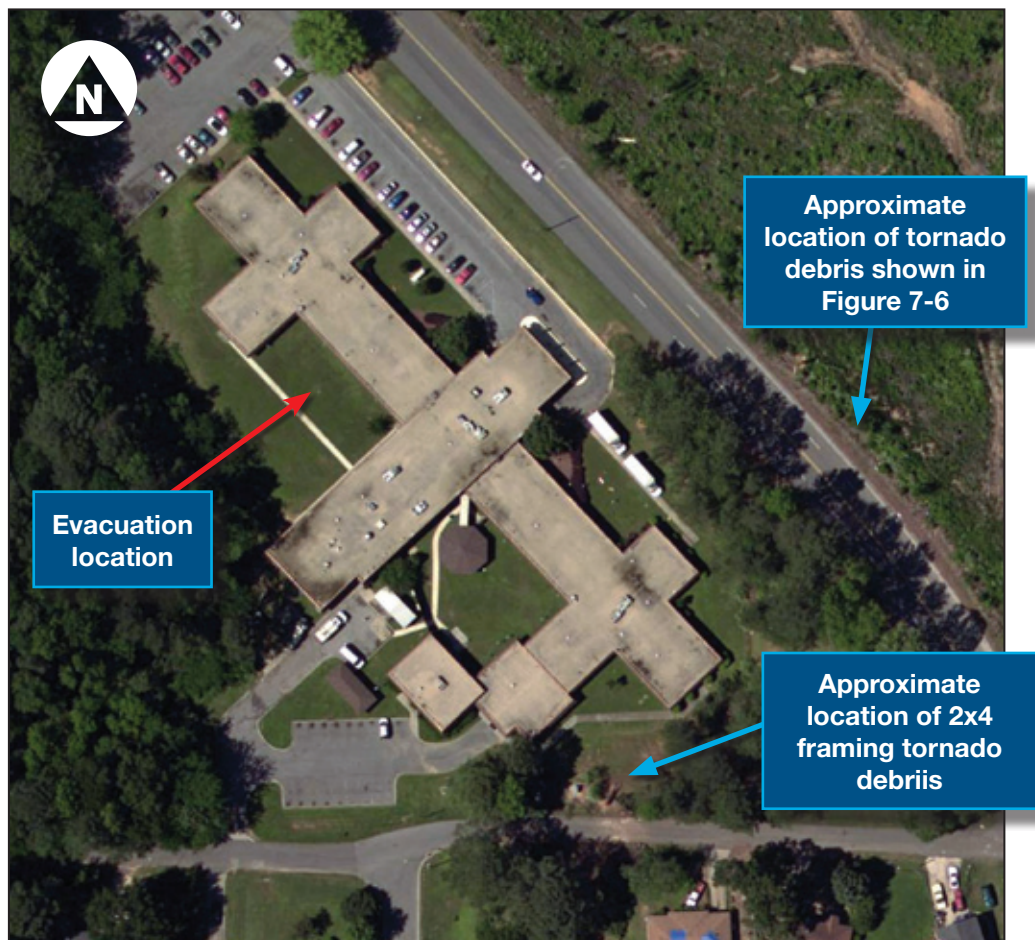 N
Approximate
location of tornado
debris shown in
Figure 7-6
Evacuation
location
Approximate
location of 2x4
framing tornado
debriis